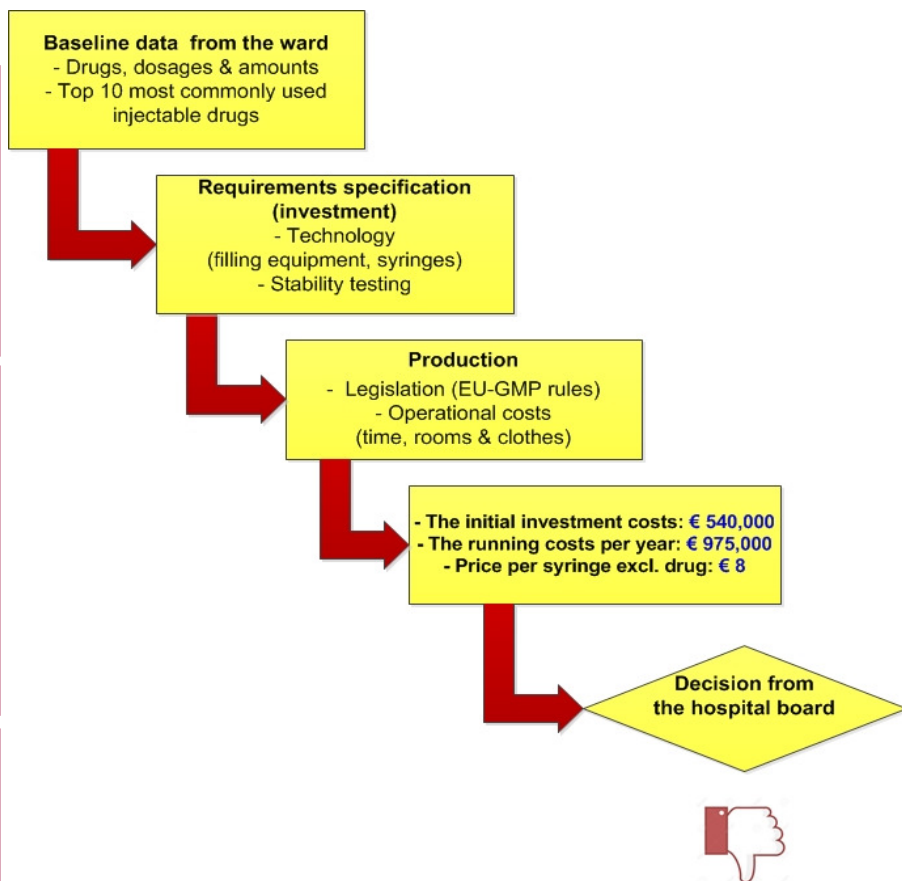 Baseline data from the ward
- Drugs, dosages & amounts
- Top 10 most commonly used
injectable drugs
Requirements specification
(investment)
- Technology
(filling equipment, syringes)
- Stability testing
Production
- Legislation (EU-GMP rules)
- Operational costs
(time, rooms & clothes)
- The initial investment costs: € 540,000
- The running costs per year: € 975,000
- Price per syringe excl. drug: € 8
Decision from
the hospital board